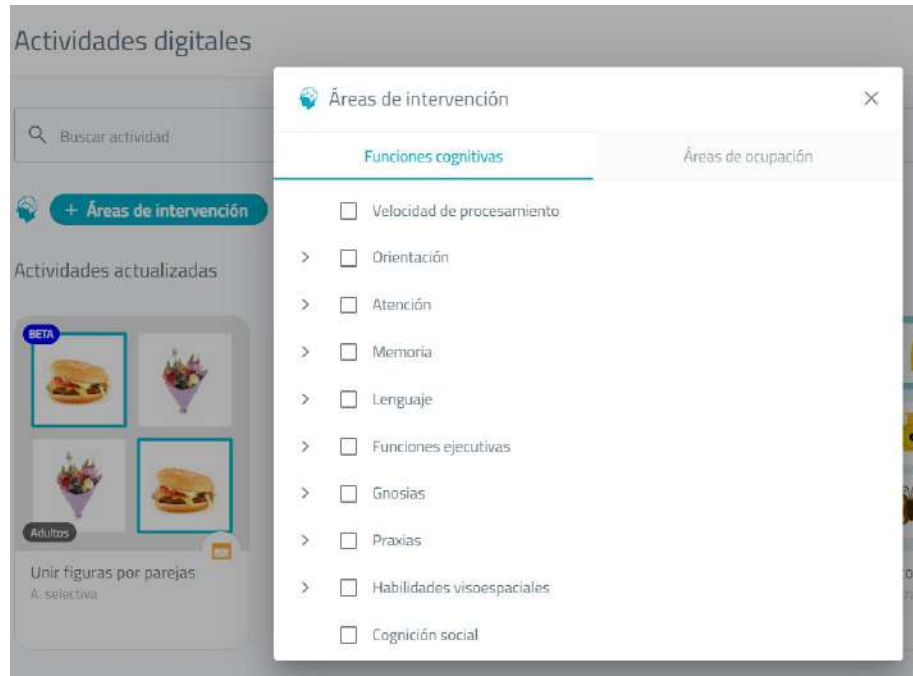 Actividades digitales
Buscar actividad
+ Áreas de intervención
Actividades actualizadas
BETA
Adultos
Unir figuras por parejas
A. selectiva
Áreas de intervención
Funciones cognitivas
Áreas de ocupación
Velocidad de procesamiento
Orientación
Atención
Memoria
Lenguaje
Funciones ejecutivas
Gnosias
Praxias
Habilidades visoespaciales
Cognición social